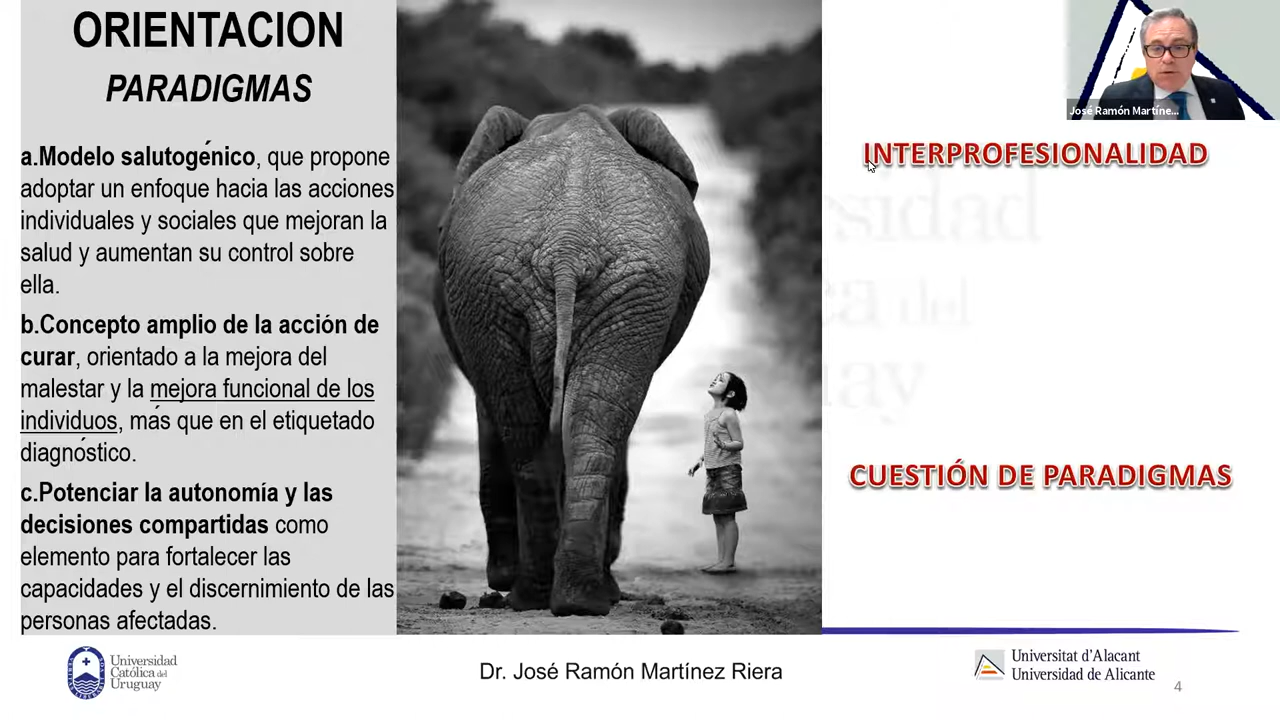 ORIENTACION
PARADIGMAS
a.Modelo salutogénico, que propone
adoptar un enfoque hacia las acciones
individuales y sociales que mejoran la
salud y aumentan su control sobre
ella.
b.Concepto amplio de la acción de
curar, orientado a la mejora del
malestar y la mejora funcional de los
individuos, más que en el etiquetado
diagnóstico.
c.Potenciar la autonomía y las
decisiones compartidas como
elemento para fortalecer las
capacidades y el discernimiento de las
personas afectadas.
José Ramón Martíne...
INTERPROFESIONALIDAD
CUESTIÓN DE PARADIGMAS
Universidad
Católica del
Uruguay
Dr. José Ramón Martínez Riera
Universitat d'Alacant
Universidad de Alicante
4